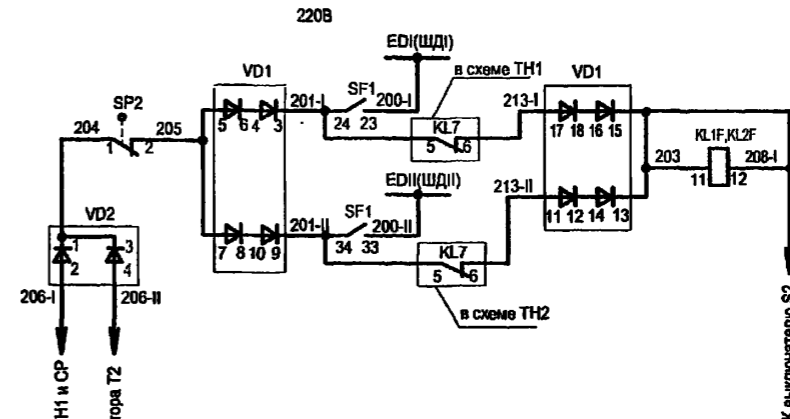 220В
EDI(ШДI)
в схеме ТН1
VD1
VD1
SP2
201-I
SF1
200-I
213-I
204
205
5 6 4 3
24 23
KL7
17 18 16 15
KL1F,KL2F
1 2
5 6
203
208-I
11 12
EDII(ШДII)
213-II
VD2
201-II
SF1
200-II
11 12 14 13
7 8 10 9
34 33
KL7
1 3
2 4
5 6
206-I
206-II
в схеме ТН2
ТН1 и СР
тора Т2
К выключателю S2